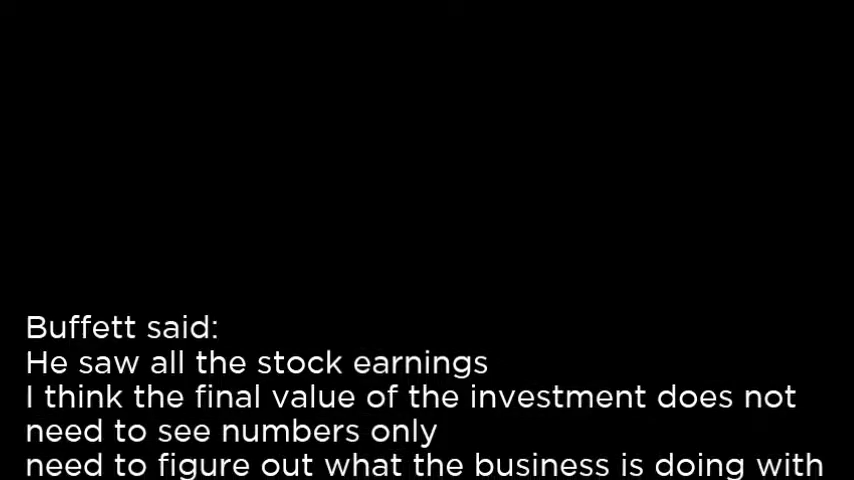 Buffett said:
He saw all the stock earnings
I think the final value of the investment does not
need to see numbers only
need to figure out what the business is doing with